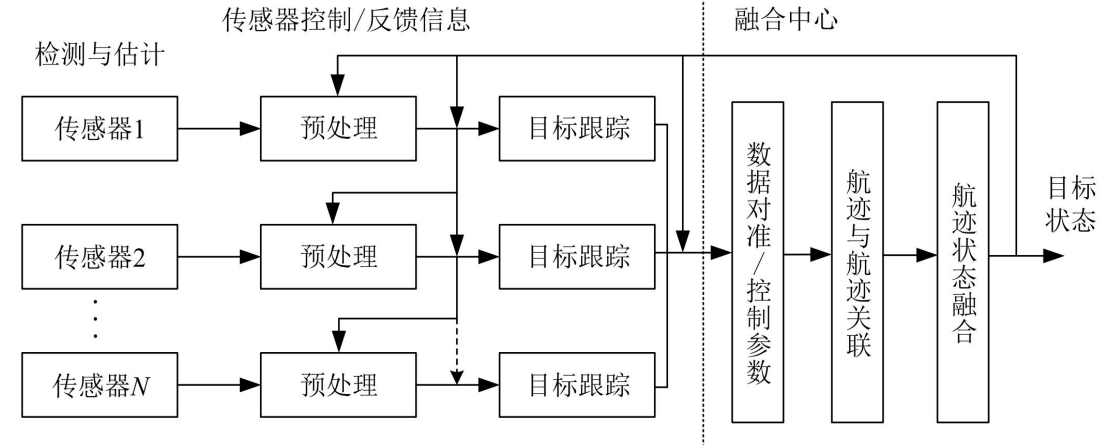 传感器控制/反馈信息
融合中心
检测与估计
传感器1
预处理
目标跟踪
传感器2
预处理
目标跟踪
传感器N
预处理
目标跟踪
数据对准/控制参数
航迹与航迹关联
航迹状态融合
目标
状态